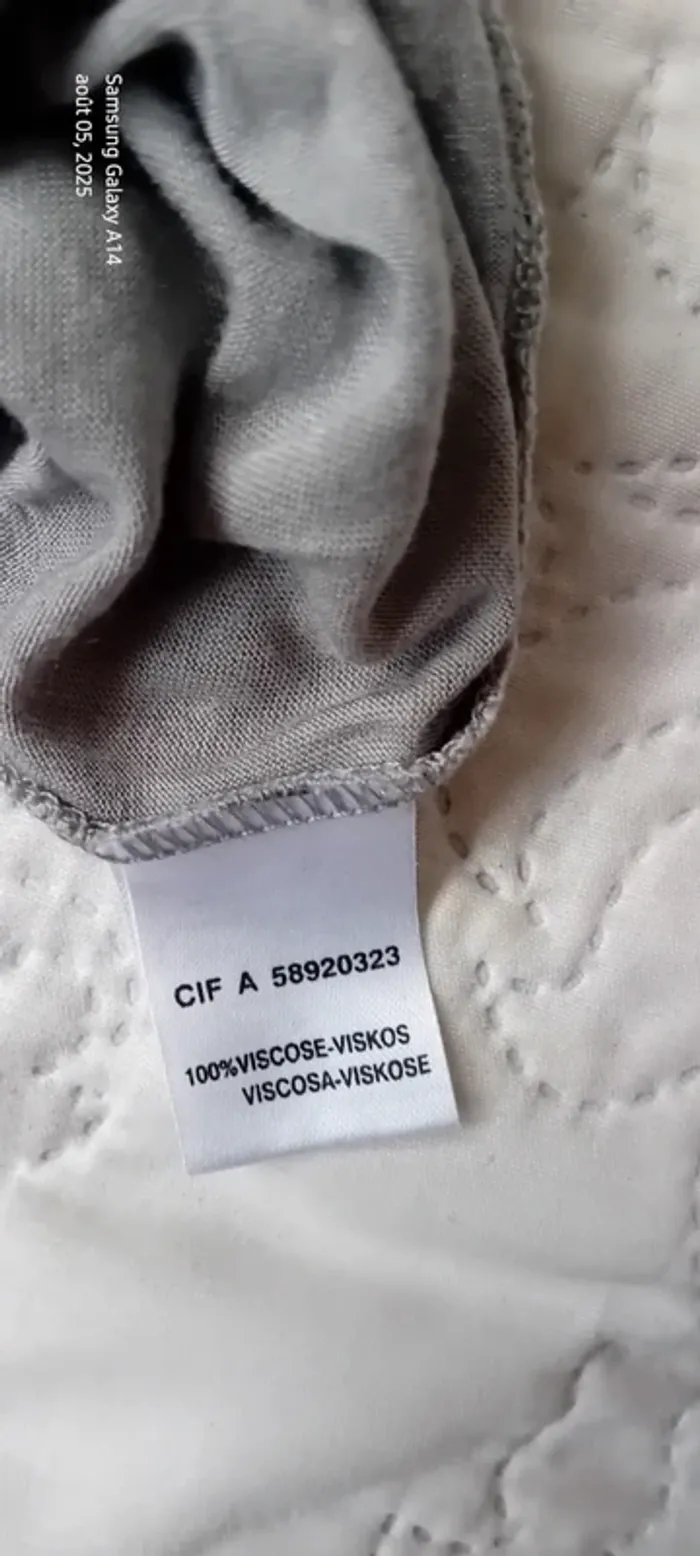 Samsung Galaxy A14
août 05, 2025
CIF A 58920323
100%VISCOSE-VISKOS
VISCOSA-VISKOSE